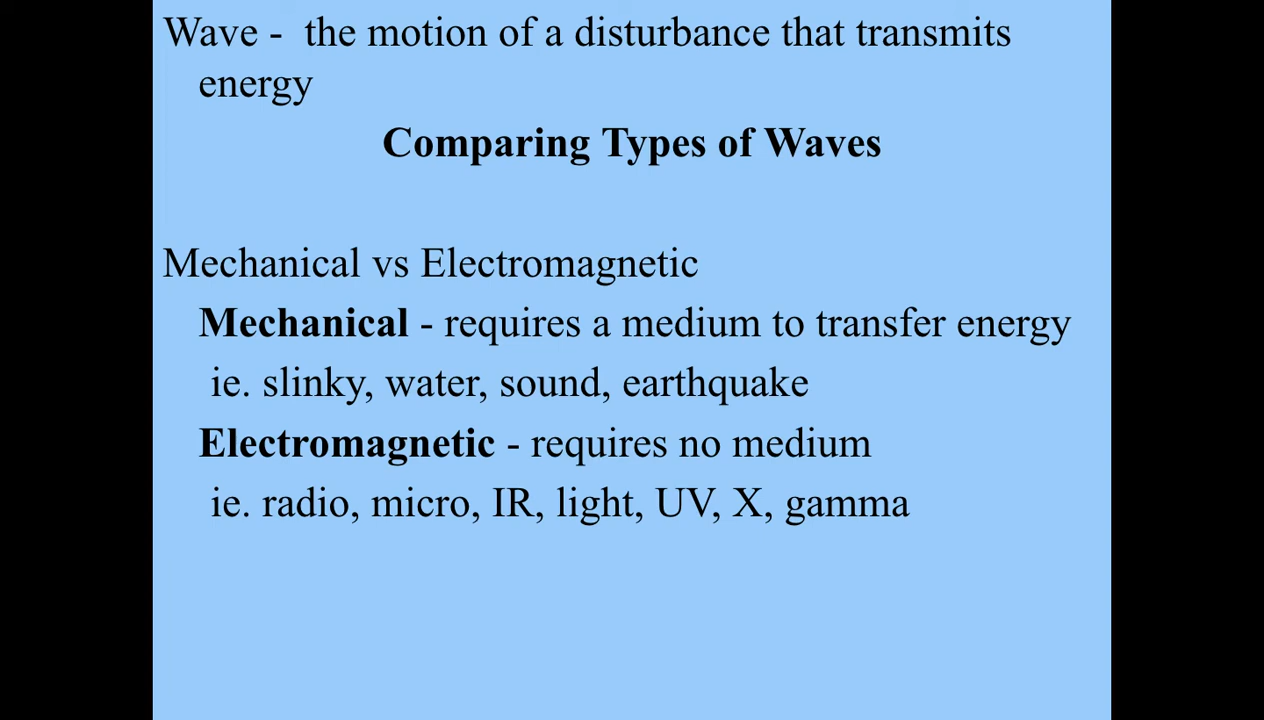 Wave -  the motion of a disturbance that transmits
energy
Comparing Types of Waves
Mechanical vs Electromagnetic
Mechanical - requires a medium to transfer energy
ie. slinky, water, sound, earthquake
Electromagnetic - requires no medium
ie. radio, micro, IR, light, UV, X, gamma